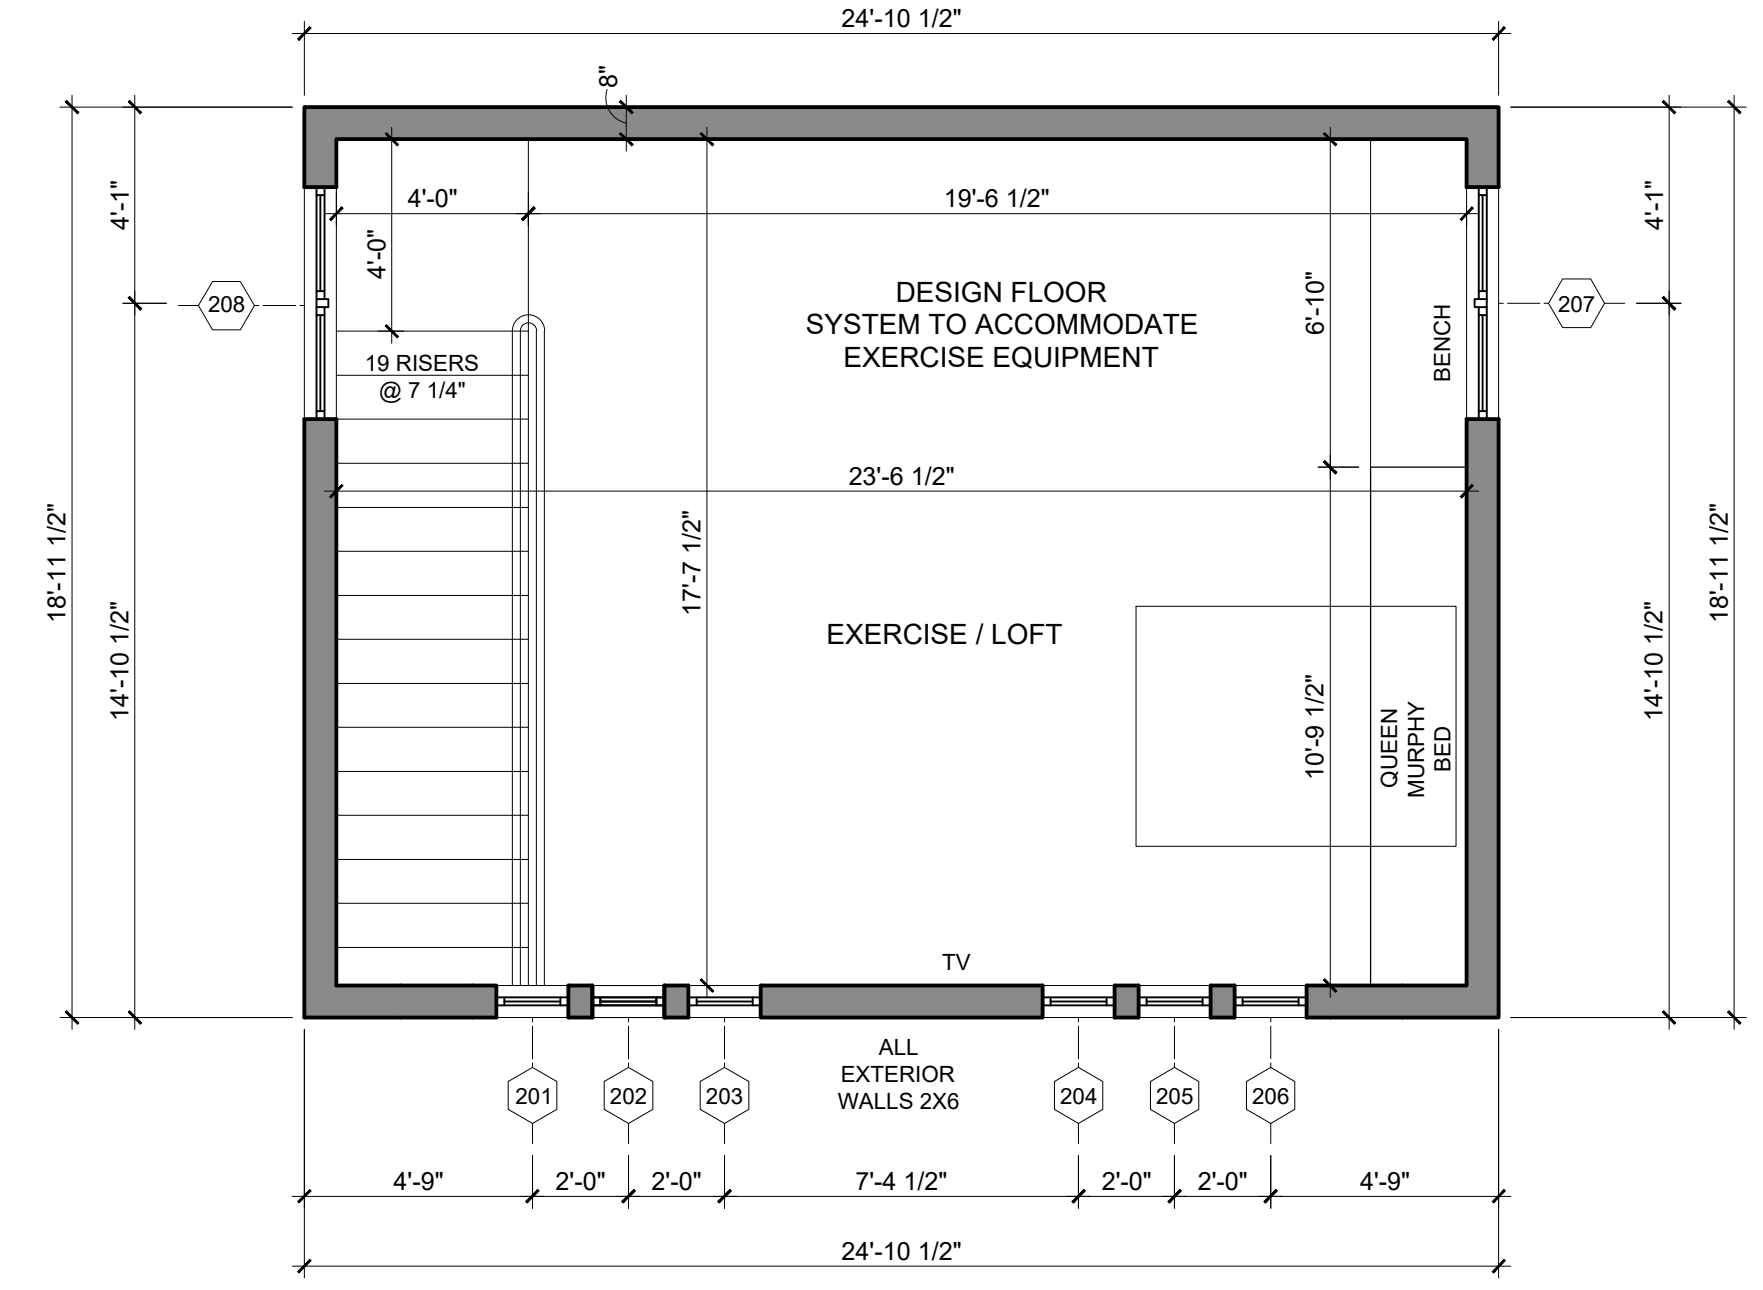 24'-10 1/2"
8"
4'-1"
4'-0"
19'-6 1/2"
4'-1"
4'-0"
208
DESIGN FLOOR
SYSTEM TO ACCOMMODATE
EXERCISE EQUIPMENT
6'-10"
BENCH
207
19 RISERS
@ 7 1/4"
23'-6 1/2"
18'-11 1/2"
17'-7 1/2"
18'-11 1/2"
14'-10 1/2"
EXERCISE / LOFT
14'-10 1/2"
10'-9 1/2"
QUEEN
MURPHY
BED
TV
201
202
203
ALL
EXTERIOR
WALLS 2X6
204
205
206
4'-9"
2'-0"
2'-0"
7'-4 1/2"
2'-0"
2'-0"
4'-9"
24'-10 1/2"